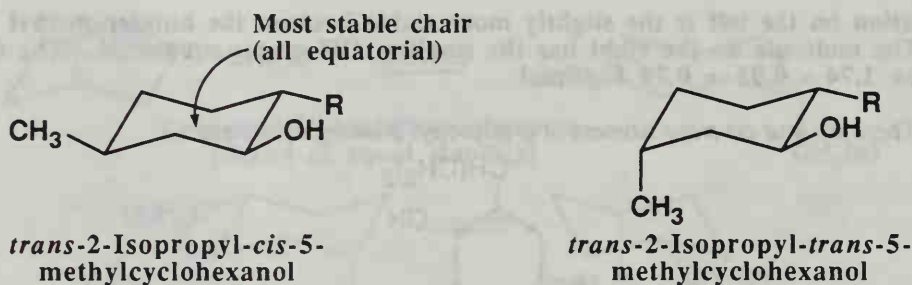 Most stable chair
(all equatorial)
R
OH
CH₃
trans-2-Isopropyl-cis-5-
methylcyclohexanol
R
OH
CH₃
trans-2-Isopropyl-trans-5-
methylcyclohexanol